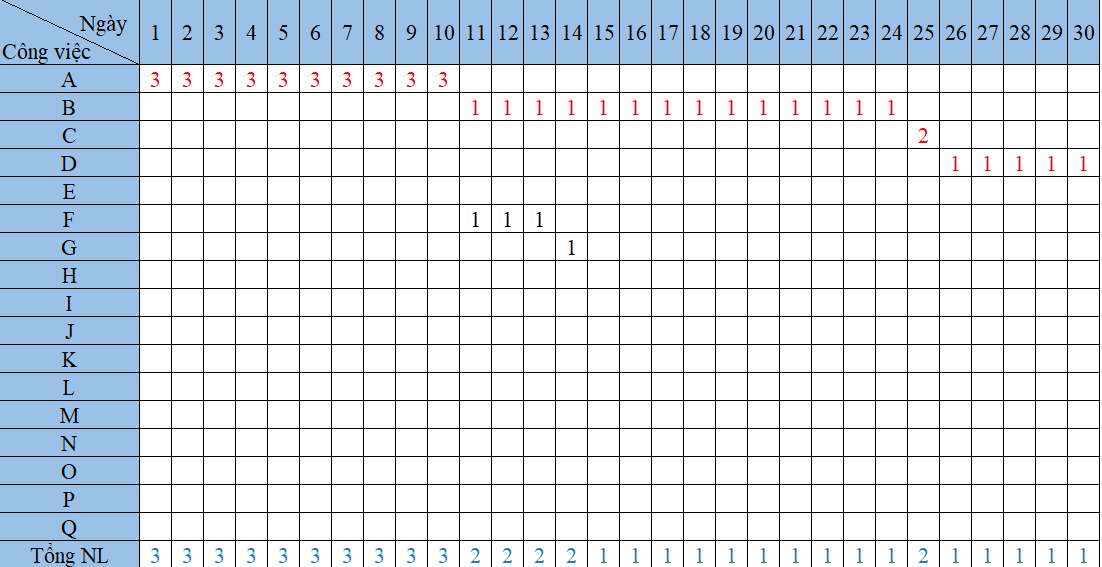 Ngày
Công việc
1 2 3 4 5 6 7 8 9 10 11 12 13 14 15 16 17 18 19 20 21 22 23 24 25 26 27 28 29 30
A 3 3 3 3 3 3 3 3 3 3
B 1 1 1 1 1 1 1 1 1 1 1 1 1 1
C 2
D 1 1 1 1 1
E
F 1 1 1
G 1
H
I
J
K
L
M
N
O
P
Q
Tổng NL 3 3 3 3 3 3 3 3 3 3 2 2 2 2 1 1 1 1 1 1 1 1 1 1 2 1 1 1 1 1